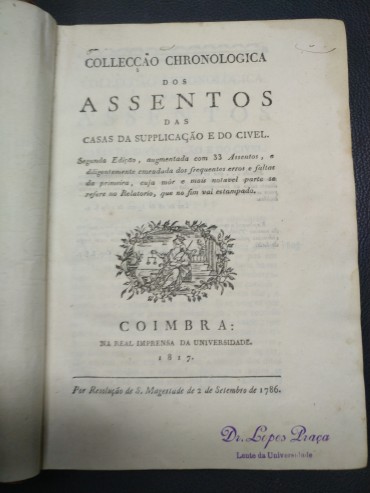 COLLECÇÃO CHRONOLOGICA
DOS
ASSENTOS
DAS
CASAS DA SUPPLICAÇÃO E DO CIVEL.
Segunda Edição, augmentada com 33 Assentos, e
diligentemente emendada dos frequentes erros e faltas
da primeira, cuja mór e mais notavel parte se
refere no Relatorio, que no fim vai estampado.
COIMBRA:
NA REAL IMPRENSA DA UNIVERSIDADE.
1817.
Por Resolução de S. Magestade de 2 de Setembro de 1786.
Dr. Lopes Praça
Lente da Universidade